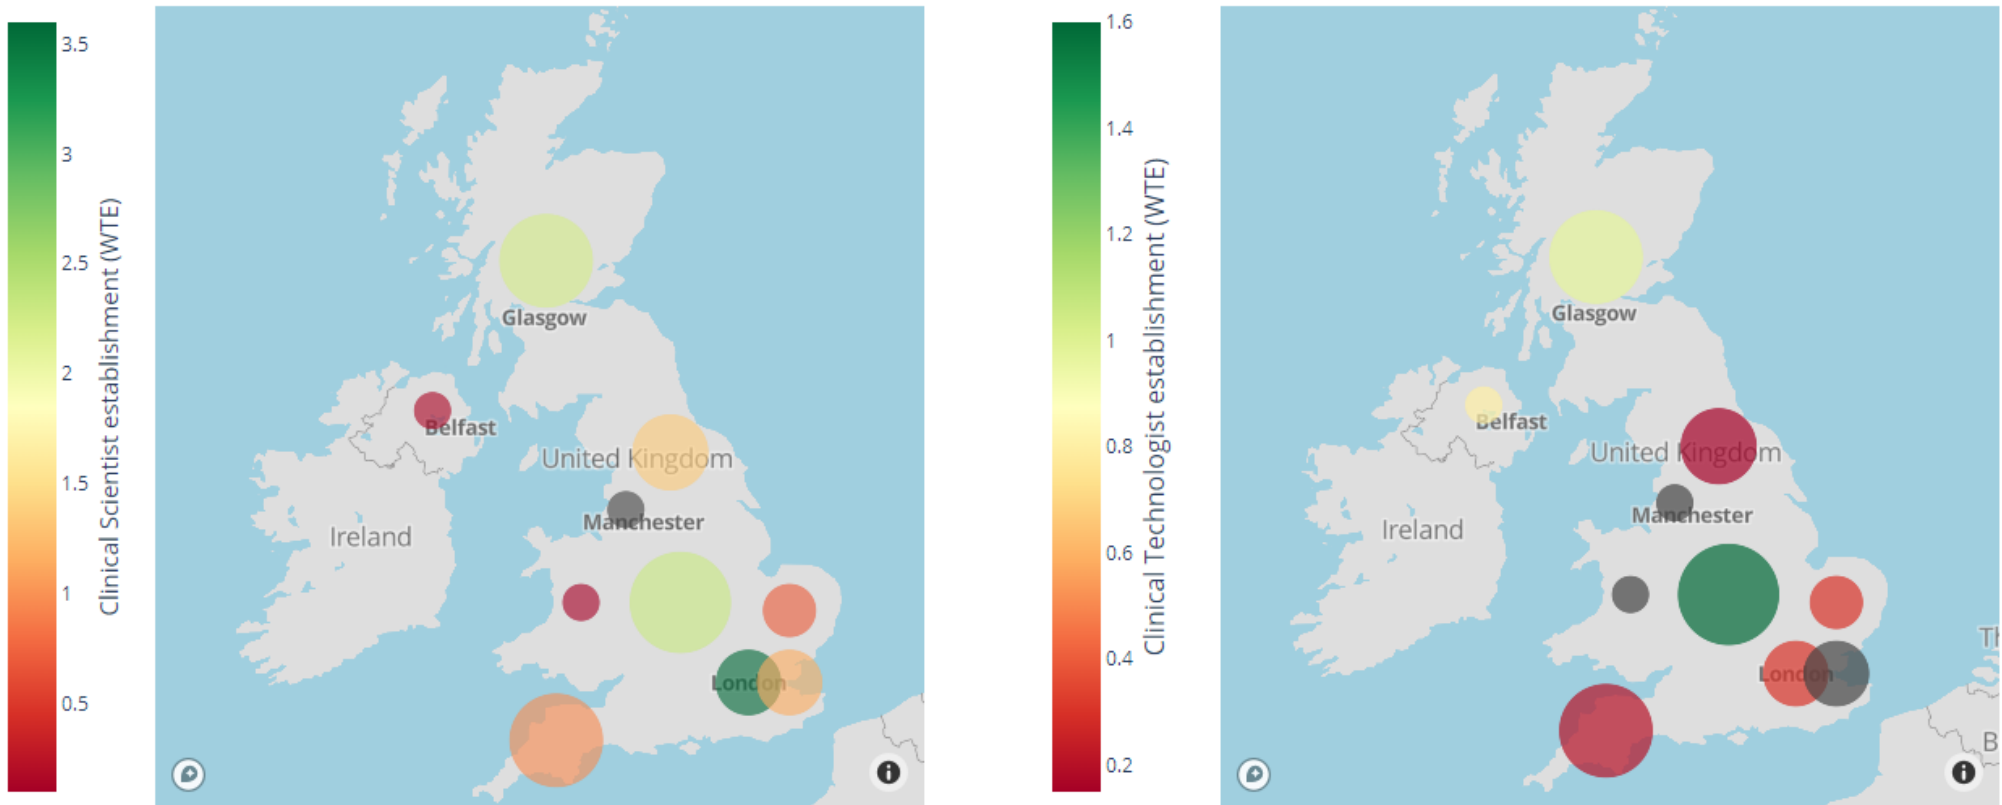 3.5
3
2.5
2
1.5
1
0.5
Clinical Scientist establishment (WTE)
Glasgow
Belfast
United Kingdom
Manchester
Ireland
London
1.6
1.4
1.2
1
0.8
0.6
0.4
0.2
Clinical Technologist establishment (WTE)
Glasgow
Belfast
United Kingdom
Manchester
Ireland
London
Th
B